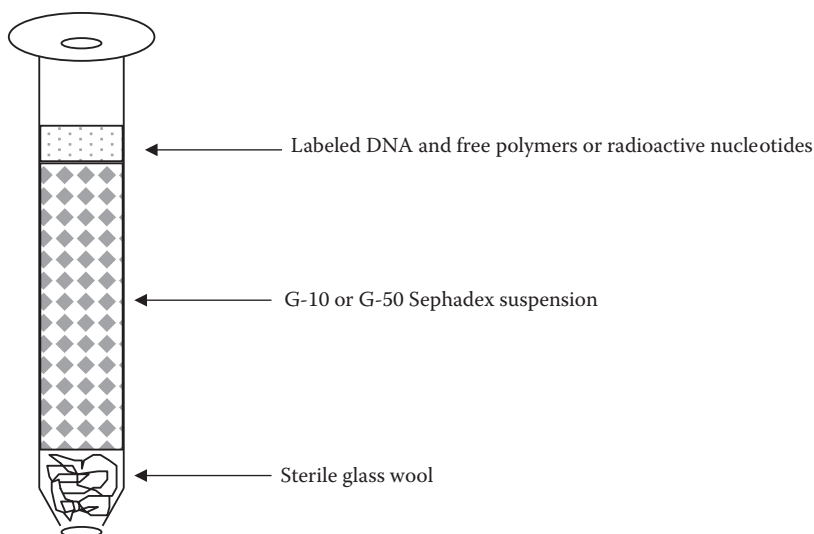 Labeled DNA and free polymers or radioactive nucleotides
G-10 or G-50 Sephadex suspension
Sterile glass wool